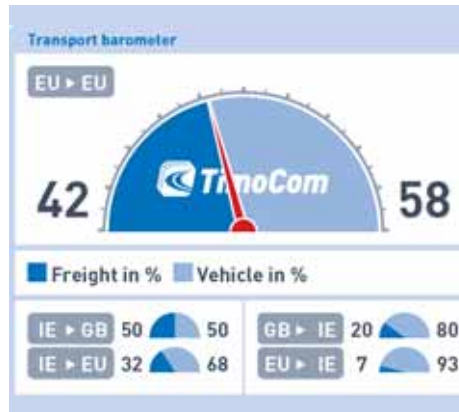 Transport barometer
EU ▸ EU
TimoCom
42 58
Freight in % Vehicle in %
IE ▸ GB 50 50 GB ▸ IE 20 80
IE ▸ EU 32 68 EU ▸ IE 7 93